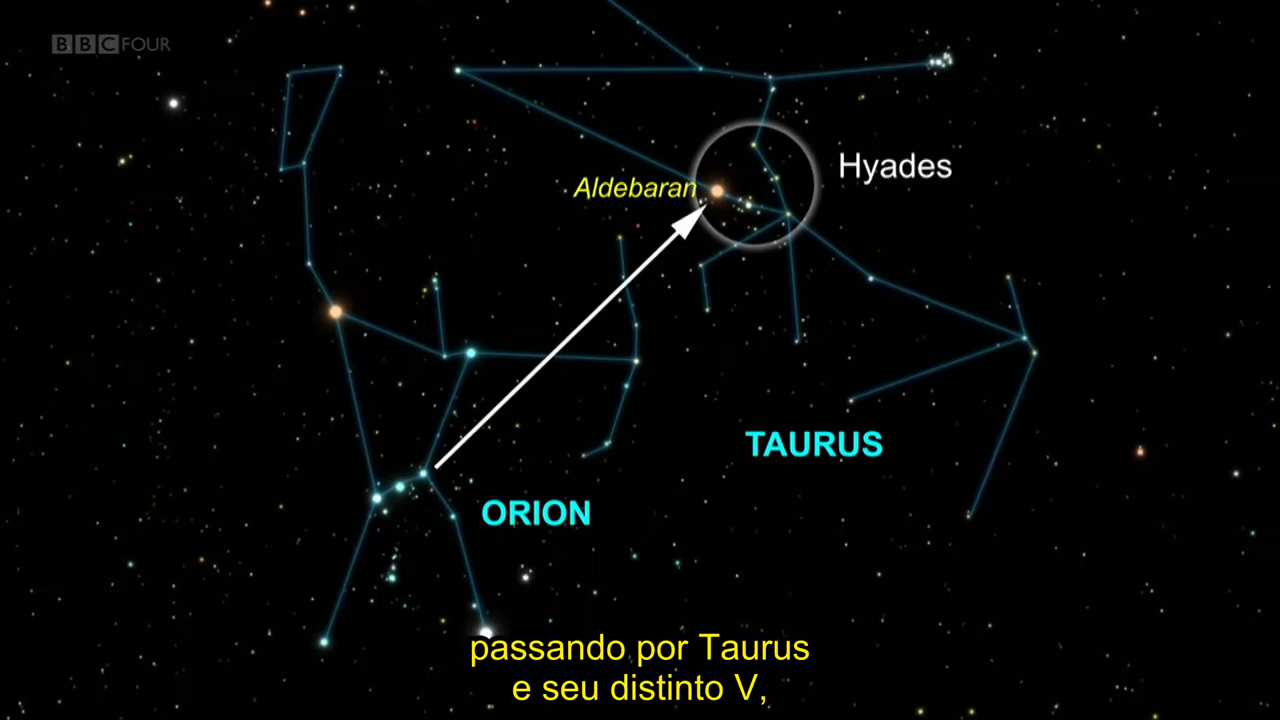 BBC FOUR
Hyades
Aldebaran
TAURUS
ORION
passando por Taurus
e seu distinto V,